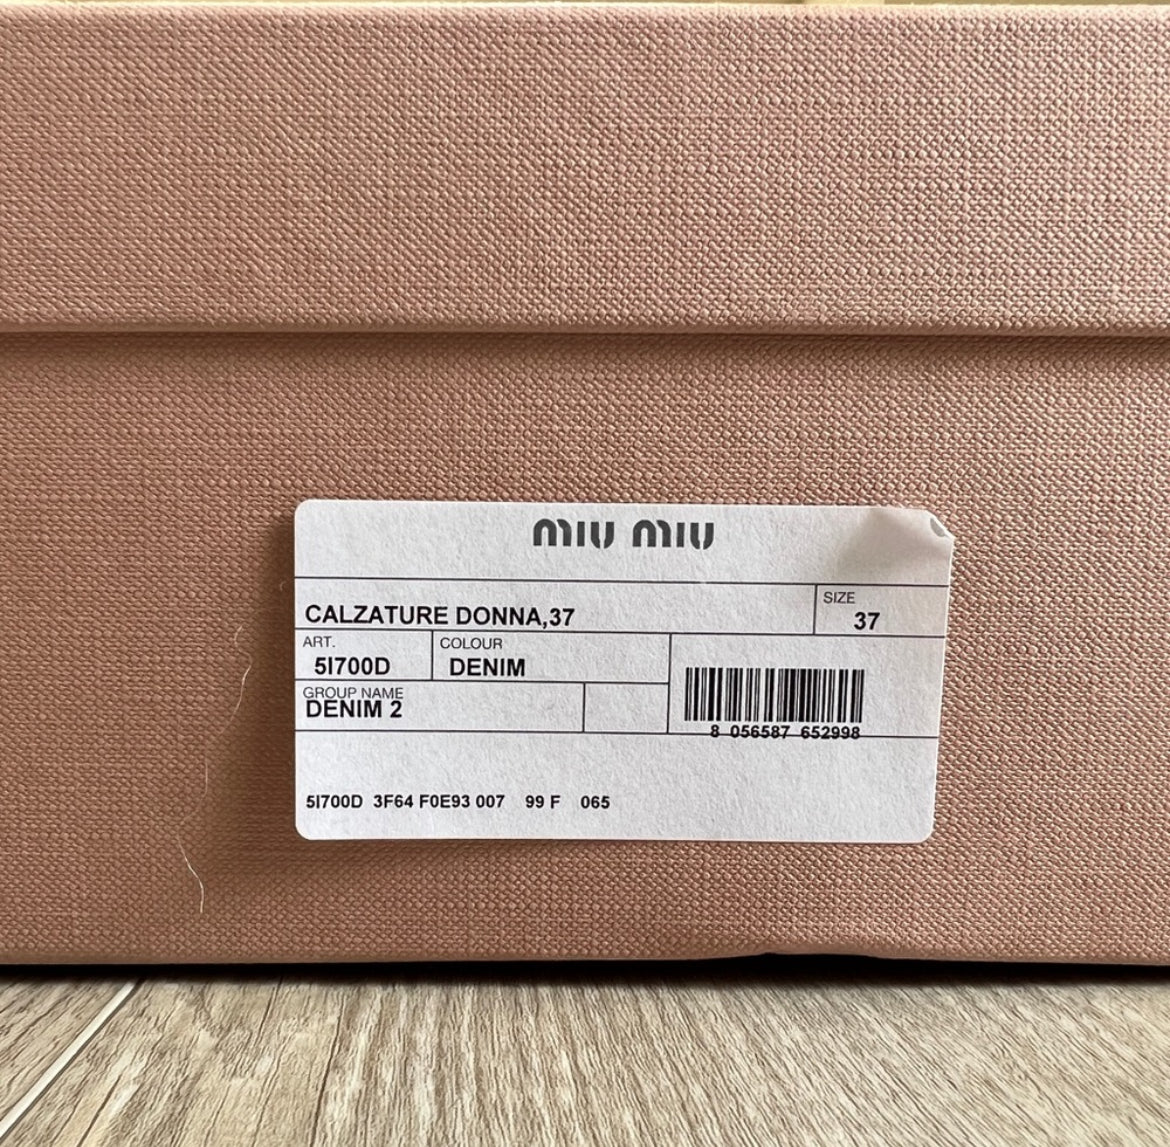 miu miu
CALZATURE DONNA,37
SIZE
37
ART.
5I700D
COLOUR
DENIM
GROUP NAME
DENIM 2
8 056587 652998
5I700D 3F64 F0E93 007 99 F 065